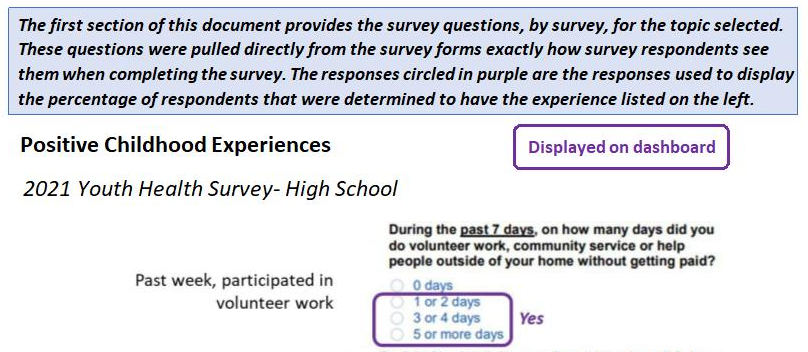 The first section of this document provides the survey questions, by survey, for the topic selected.
These questions were pulled directly from the survey forms exactly how survey respondents see
them when completing the survey. The responses circled in purple are the responses used to display
the percentage of respondents that were determined to have the experience listed on the left.
Positive Childhood Experiences
Displayed on dashboard
2021 Youth Health Survey- High School
During the past 7 days, on how many days did you
do volunteer work, community service or help
people outside of your home without getting paid?
Past week, participated in
volunteer work
0 days
1 or 2 days
3 or 4 days
5 or more days
Yes